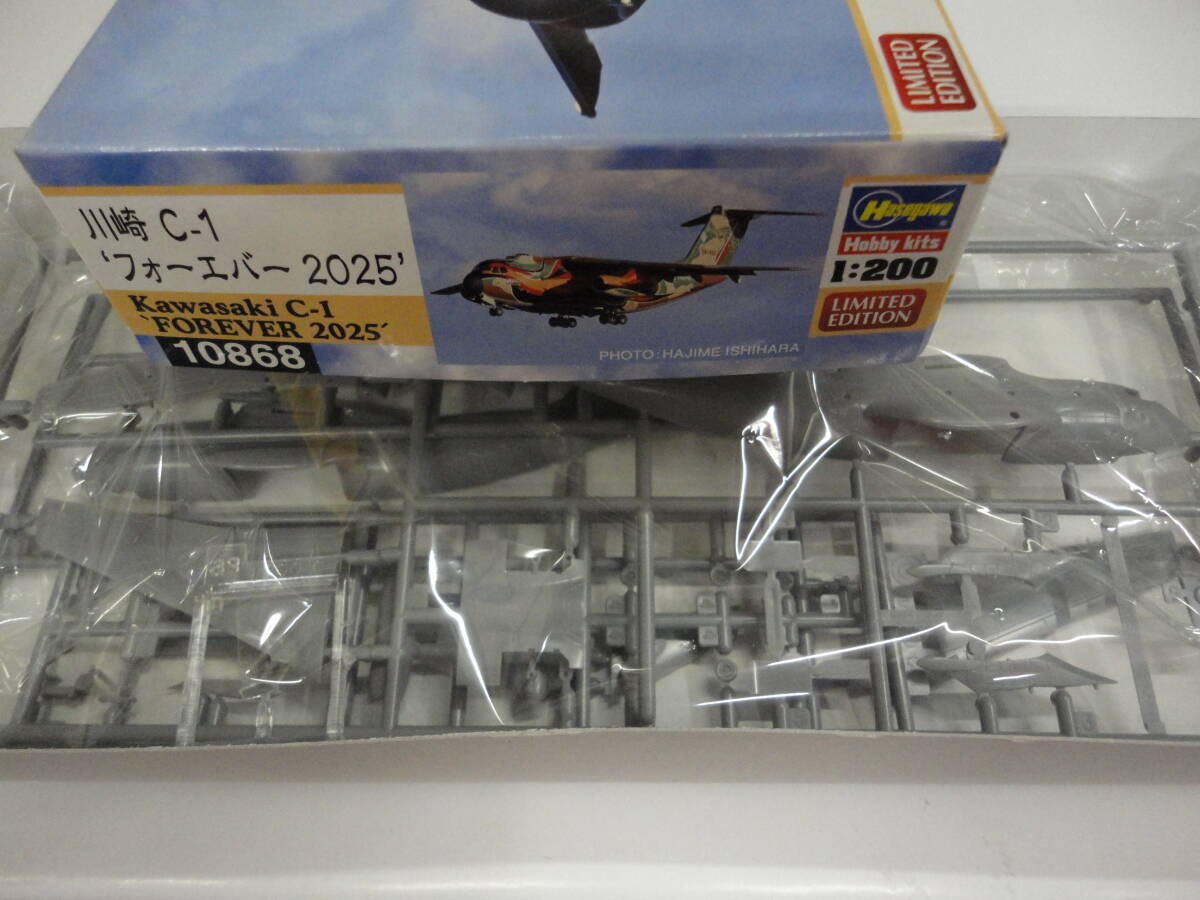 LIMITED
EDITION
川崎 C-1
‘フォーエバー 2025’
Kawasaki C-1
‘FOREVER 2025’
10868
PHOTO: HAJIME ISHIHARA
Hasegawa
Hobby kits
1:200
LIMITED
EDITION